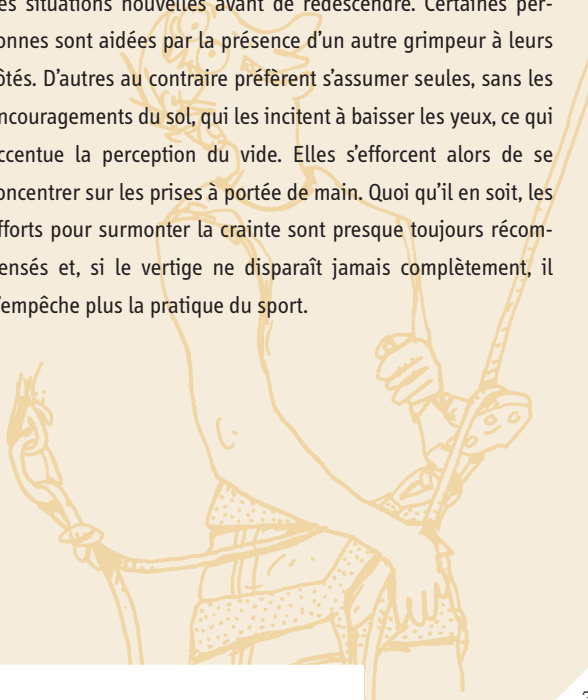 es situations nouvelles avant de redescendre. Certaines per-
onnes sont aidées par la présence d'un autre grimpeur à leurs
ôtés. D'autres au contraire préfèrent s'assumer seules, sans les
ncouragements du sol, qui les incitent à baisser les yeux, ce qui
ccentue la perception du vide. Elles s'efforcent alors de se
oncentrer sur les prises à portée de main. Quoi qu'il en soit, les
fforts pour surmonter la crainte sont presque toujours récom-
ensés et, si le vertige ne disparaît jamais complètement, il
'empêche plus la pratique du sport.